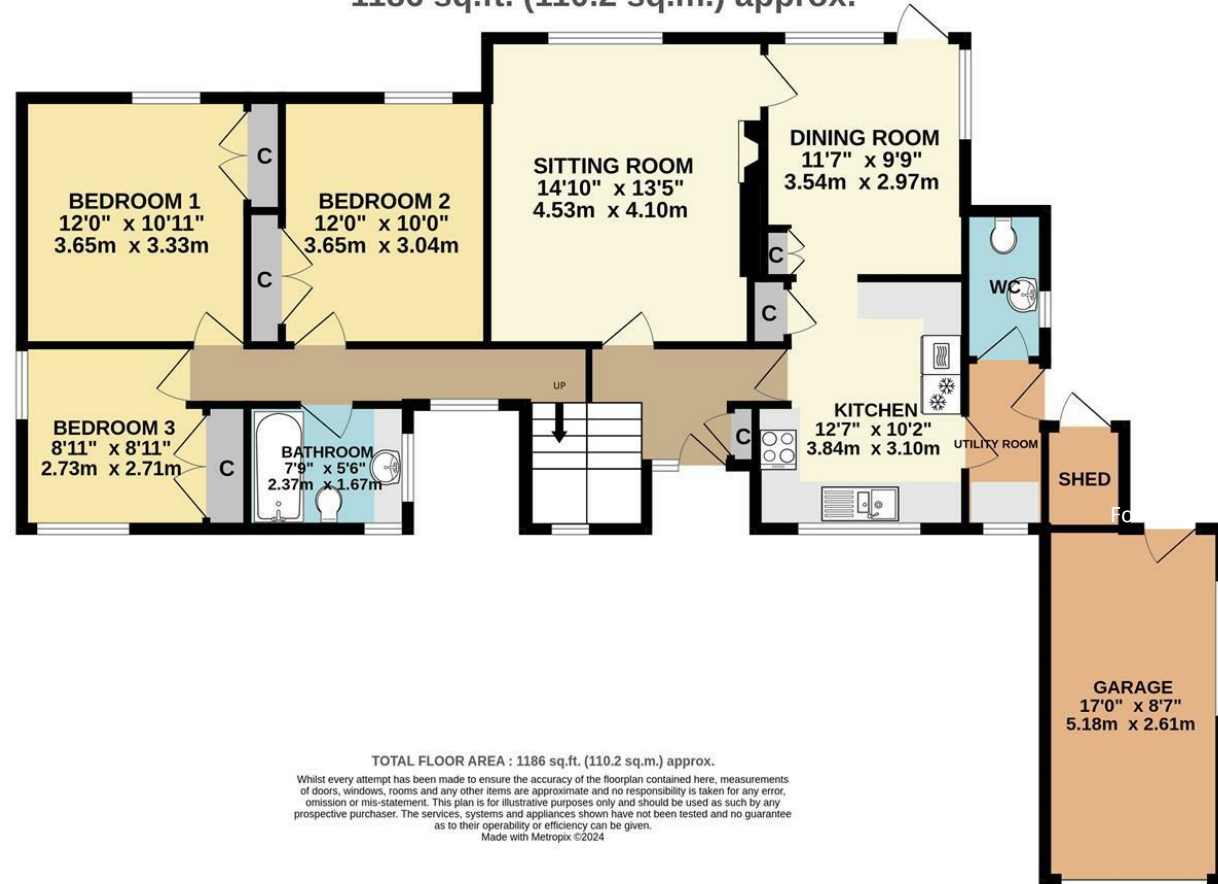 1186 sq.ft. (110.2 sq.m.) approx.
BEDROOM 1
12'0" x 10'11"
3.65m x 3.33m
C
C
BEDROOM 2
12'0" x 10'0"
3.65m x 3.04m
SITTING ROOM
14'10" x 13'5"
4.53m x 4.10m
DINING ROOM
11'7" x 9'9"
3.54m x 2.97m
C
C
WC
UP
BEDROOM 3
8'11" x 8'11"
2.73m x 2.71m
C
BATHROOM
7'9" x 5'6"
2.37m x 1.67m
C
KITCHEN
12'7" x 10'2"
3.84m x 3.10m
UTILITY ROOM
SHED
Fo
GARAGE
17'0" x 8'7"
5.18m x 2.61m
TOTAL FLOOR AREA : 1186 sq.ft. (110.2 sq.m.) approx.
Whilst every attempt has been made to ensure the accuracy of the floorplan contained here, measurements
of doors, windows, rooms and any other items are approximate and no responsibility is taken for any error,
omission or mis-statement. This plan is for illustrative purposes only and should be used as such by any
prospective purchaser. The services, systems and appliances shown have not been tested and no guarantee
as to their operability or efficiency can be given.
Made with Metropix ©2024